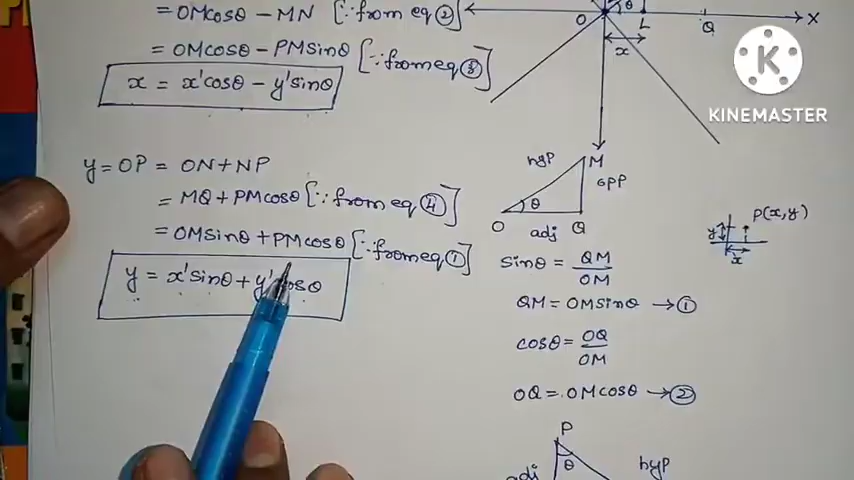 = OMcosθ - MN [∵from eq ②]
= OMcosθ - PMSinθ [∵from eq ③]
x = x'cosθ - y'sinθ
y = OP = ON+NP
= MQ + PMcosθ [∵from eq ④]
= OMsinθ + PMcosθ [∵from eq ①]
y = x'sinθ + y'cosθ
θ
O
L
Q
X
x
K
KINEMASTER
hyp
M
opp
θ
O
adj
Q
P(x,y)
y
x
Sinθ = QM
OM
QM = OMsinθ → ①
cosθ = OQ
OM
OQ = OMcosθ → ②
P
θ
adj
hyp